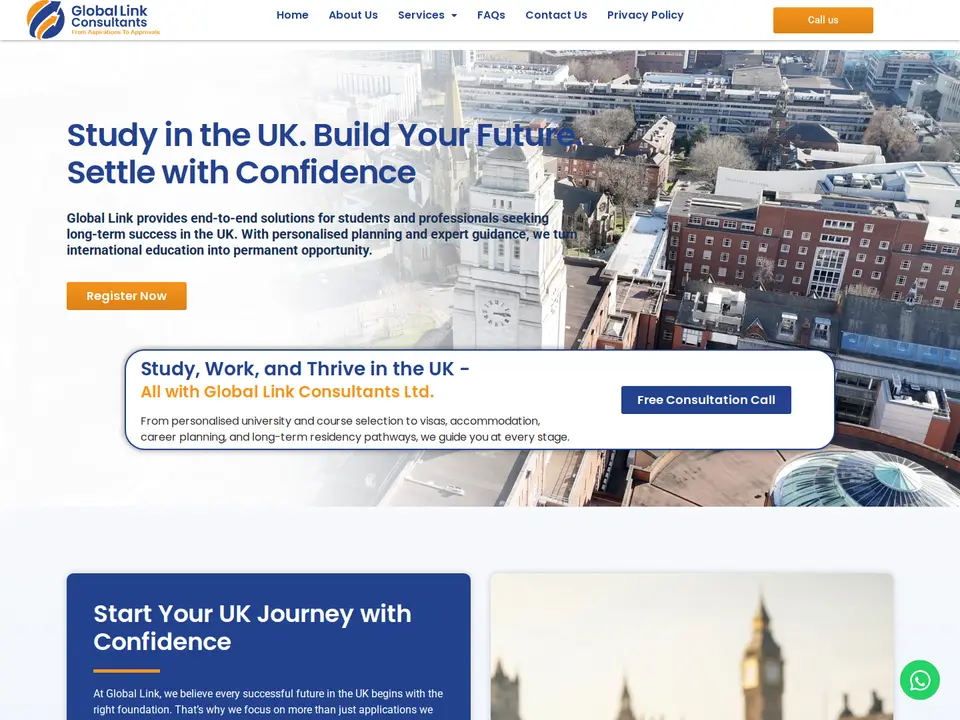 Global Link
Consultants
From Aspirations To Approvals
Home
About Us
Services
FAQs
Contact Us
Privacy Policy
Call us
Study in the UK. Build Your Future.
Settle with Confidence
Global Link provides end-to-end solutions for students and professionals seeking
long-term success in the UK. With personalised planning and expert guidance, we turn
international education into permanent opportunity.
Register Now
Study, Work, and Thrive in the UK -
All with Global Link Consultants Ltd.
From personalised university and course selection to visas, accommodation,
career planning, and long-term residency pathways, we guide you at every stage.
Free Consultation Call
Start Your UK Journey with
Confidence
At Global Link, we believe every successful future in the UK begins with the
right foundation. That’s why we focus on more than just applications we